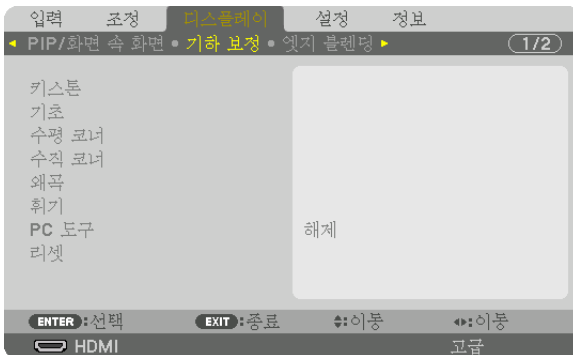 입력 조정 디스플레이 설정 정보
◂ PIP/화면 속 화면 • 기하 보정 • 엣지 블렌딩 ▸ 1/2
키스톤
기초
수평 코너
수직 코너
왜곡
휘기
PC 도구 해제
리셋
ENTER :선택 EXIT :종료 ⬍:이동 ◂▸:이동
HDMI 고급